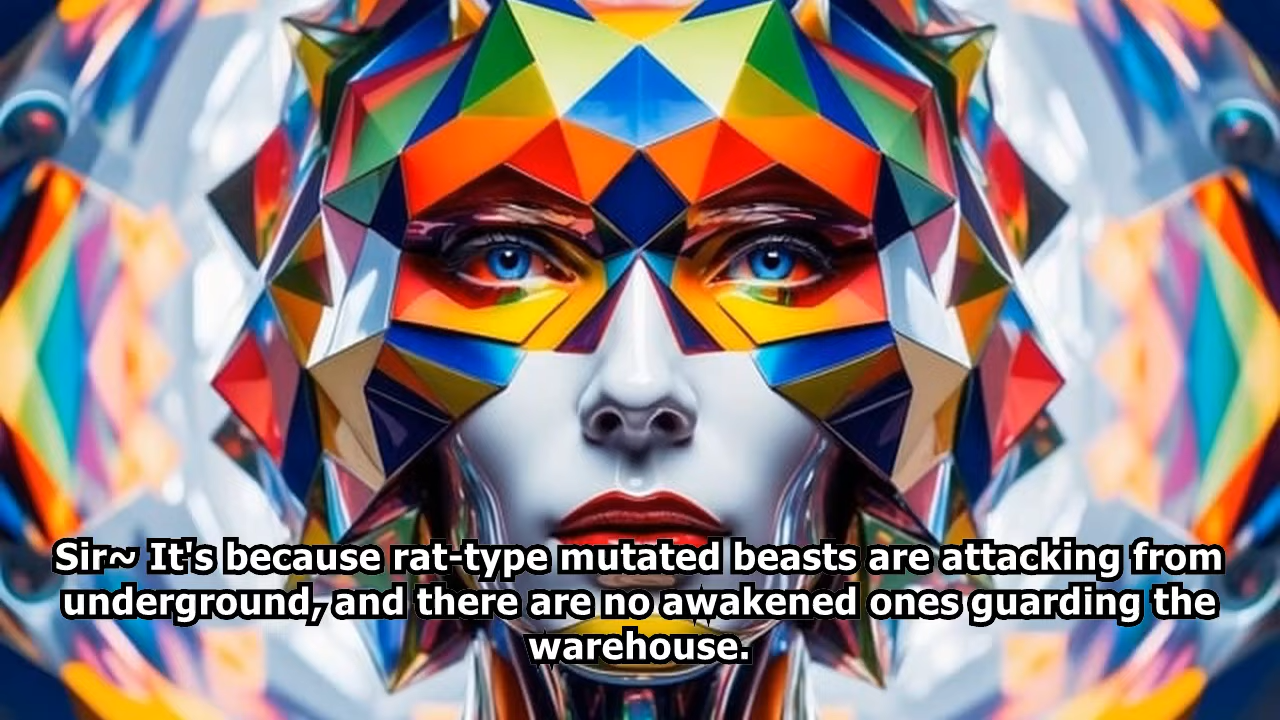 Sir~ It's because rat-type mutated beasts are attacking from
underground, and there are no awakened ones guarding the
warehouse.